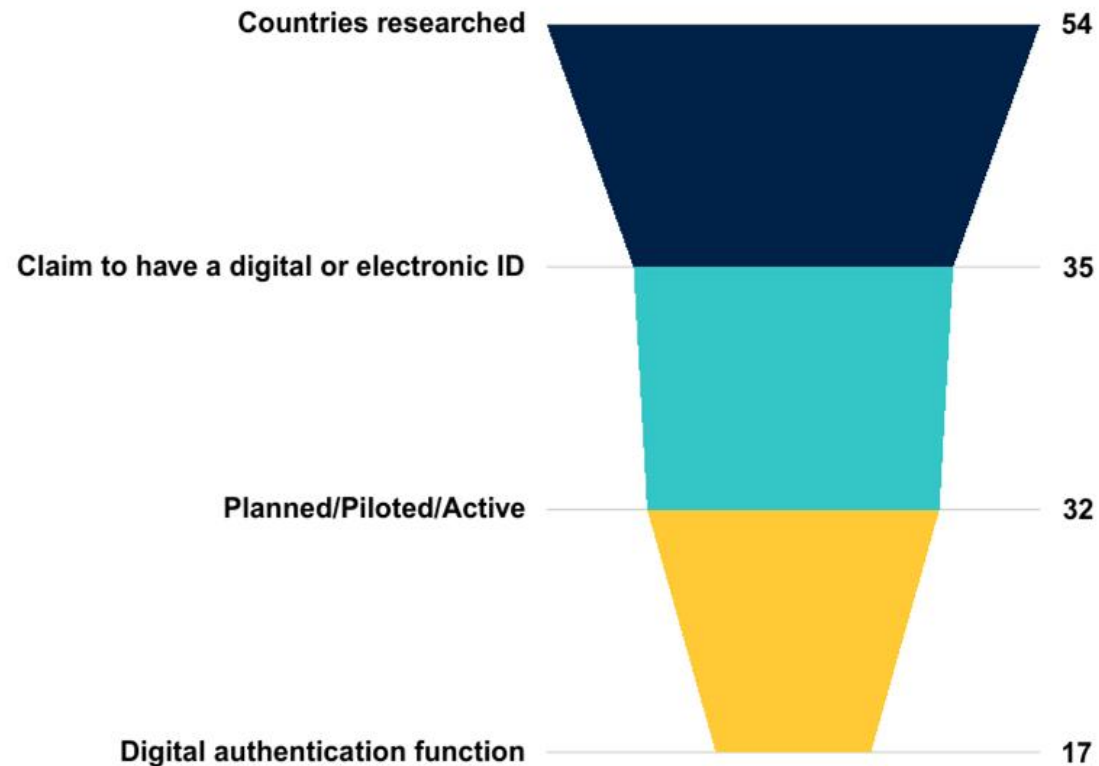 Countries researched 54
Claim to have a digital or electronic ID 35
Planned/Piloted/Active 32
Digital authentication function 17